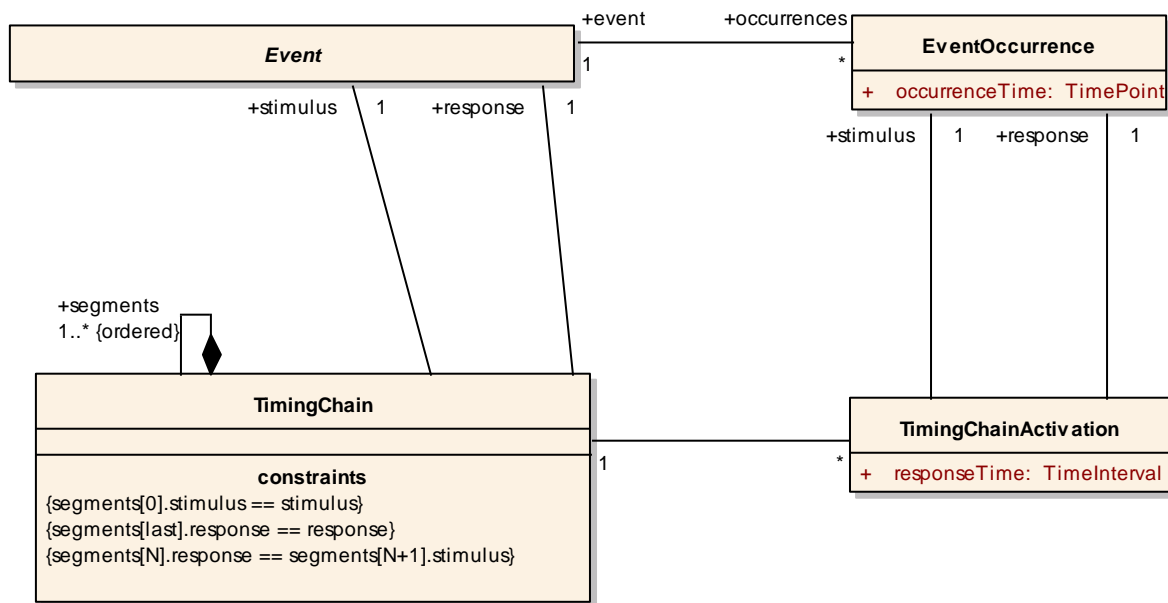 +event
+occurrences
Event
1
*
EventOccurrence
+ occurrenceTime: TimePoint
+stimulus
1
+response
1
+stimulus
1
+response
1
+segments
1..* {ordered}
TimingChain
constraints
{segments[0].stimulus == stimulus}
{segments[last].response == response}
{segments[N].response == segments[N+1].stimulus}
1
*
TimingChainActivation
+ responseTime: TimeInterval